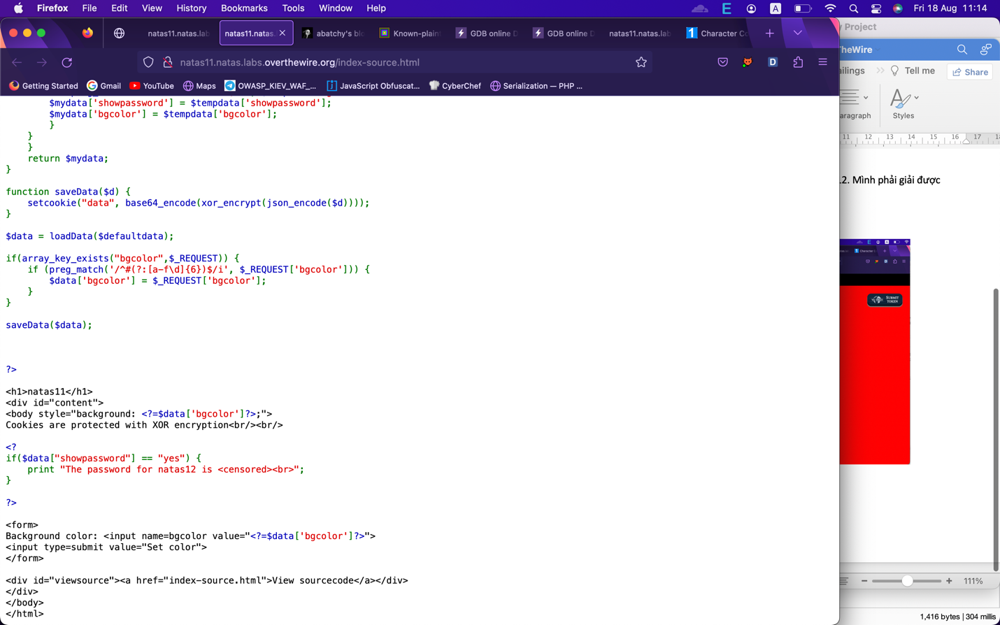 Firefox File Edit View History Bookmarks Tools Window Help
E A Fri 18 Aug 11:14
natas11.natas.lab
natas11.natas.
abatchy's bl
Known-plain
GDB online D
GDB online D
natas11.natas.lab
Character Co
Project
natas11.natas.labs.overthewire.org/index-source.html
D
heWire
Getting Started Gmail YouTube Maps OWASP_KIEV_WAF_... JavaScript Obfuscat... CyberChef Serialization — PHP ...
ailings Tell me Share
aragraph Styles
11 12 13 14 15 16 17 18
$mydata['showpassword'] = $tempdata['showpassword'];
$mydata['bgcolor'] = $tempdata['bgcolor'];
}
}
}
return $mydata;
}
function saveData($d) {
setcookie("data", base64_encode(xor_encrypt(json_encode($d))));
}
$data = loadData($defaultdata);
if(array_key_exists("bgcolor",$_REQUEST)) {
if (preg_match('/^#(?:[a-f\d]{6})$/i', $_REQUEST['bgcolor'])) {
$data['bgcolor'] = $_REQUEST['bgcolor'];
}
}
saveData($data);
?>
<h1>natas11</h1>
<div id="content">
<body style="background: <?=$data['bgcolor']?>;">
Cookies are protected with XOR encryption<br/><br/>
<?
if($data["showpassword"] == "yes") {
print "The password for natas12 is <censored><br>";
}
?>
<form>
Background color: <input name=bgcolor value="<?=$data['bgcolor']?>">
<input type=submit value="Set color">
</form>
<div id="viewsource"><a href="index-source.html">View sourcecode</a></div>
</div>
</body>
</html>
2. Mình phải giải được
SUBMIT
TOKEN
111%
1,416 bytes | 304 millis